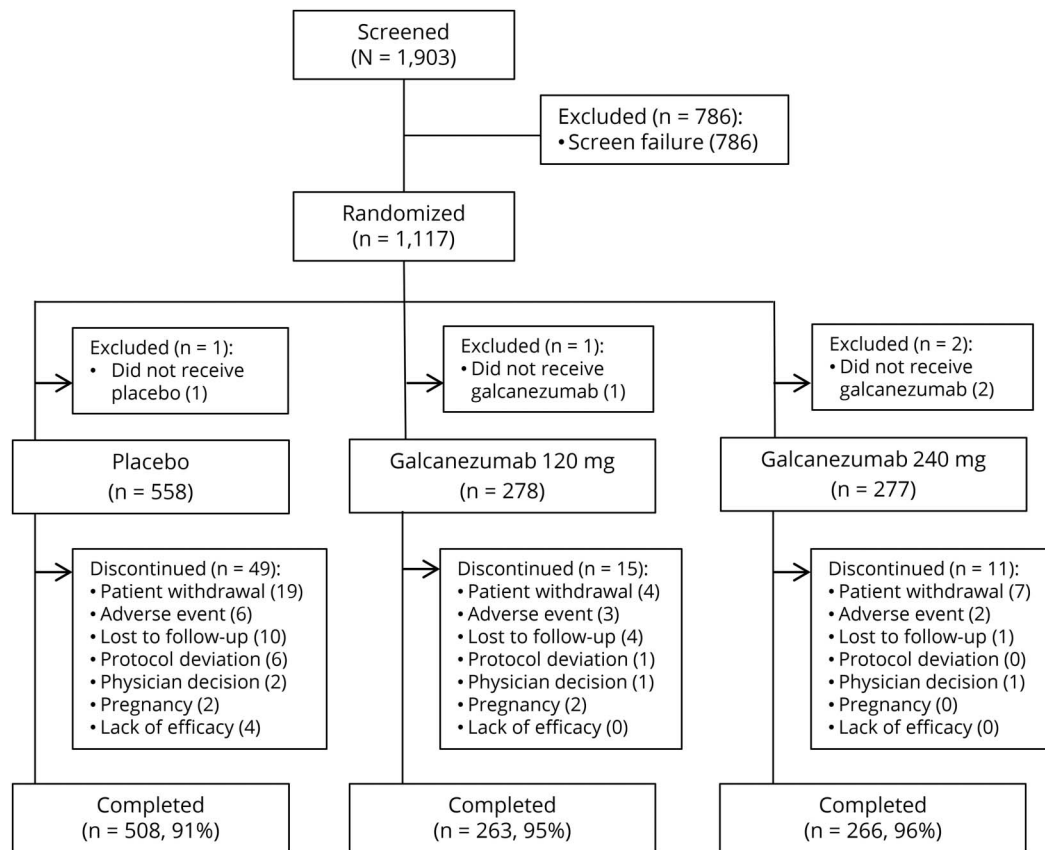 Screened
(N = 1,903)
Excluded (n = 786):
• Screen failure (786)
Randomized
(n = 1,117)
Excluded (n = 1):
• Did not receive
placebo (1)
Excluded (n = 1):
• Did not receive
galcanezumab (1)
Excluded (n = 2):
• Did not receive
galcanezumab (2)
Placebo
(n = 558)
Galcanezumab 120 mg
(n = 278)
Galcanezumab 240 mg
(n = 277)
Discontinued (n = 49):
• Patient withdrawal (19)
• Adverse event (6)
• Lost to follow-up (10)
• Protocol deviation (6)
• Physician decision (2)
• Pregnancy (2)
• Lack of efficacy (4)
Discontinued (n = 15):
• Patient withdrawal (4)
• Adverse event (3)
• Lost to follow-up (4)
• Protocol deviation (1)
• Physician decision (1)
• Pregnancy (2)
• Lack of efficacy (0)
Discontinued (n = 11):
• Patient withdrawal (7)
• Adverse event (2)
• Lost to follow-up (1)
• Protocol deviation (0)
• Physician decision (1)
• Pregnancy (0)
• Lack of efficacy (0)
Completed
(n = 508, 91%)
Completed
(n = 263, 95%)
Completed
(n = 266, 96%)